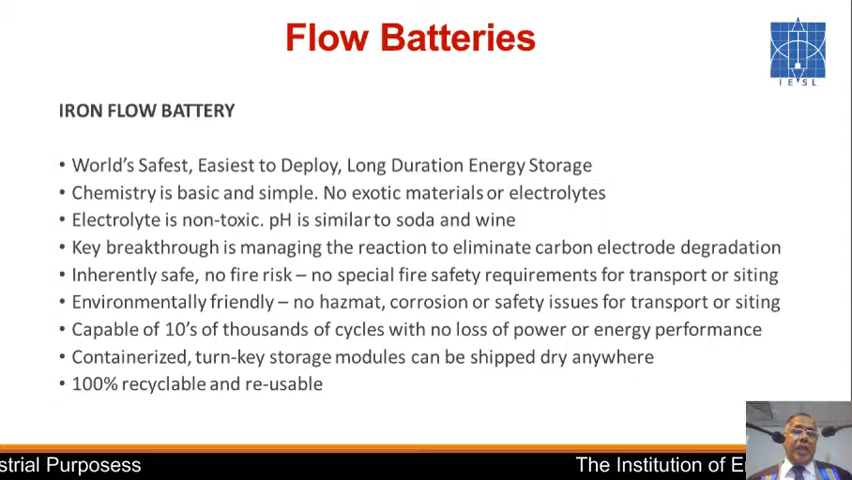 Flow Batteries
IESL
IRON FLOW BATTERY
• World's Safest, Easiest to Deploy, Long Duration Energy Storage
• Chemistry is basic and simple. No exotic materials or electrolytes
• Electrolyte is non-toxic. pH is similar to soda and wine
• Key breakthrough is managing the reaction to eliminate carbon electrode degradation
• Inherently safe, no fire risk – no special fire safety requirements for transport or siting
• Environmentally friendly – no hazmat, corrosion or safety issues for transport or siting
• Capable of 10's of thousands of cycles with no loss of power or energy performance
• Containerized, turn-key storage modules can be shipped dry anywhere
• 100% recyclable and re-usable
strial Purposess The Institution of E